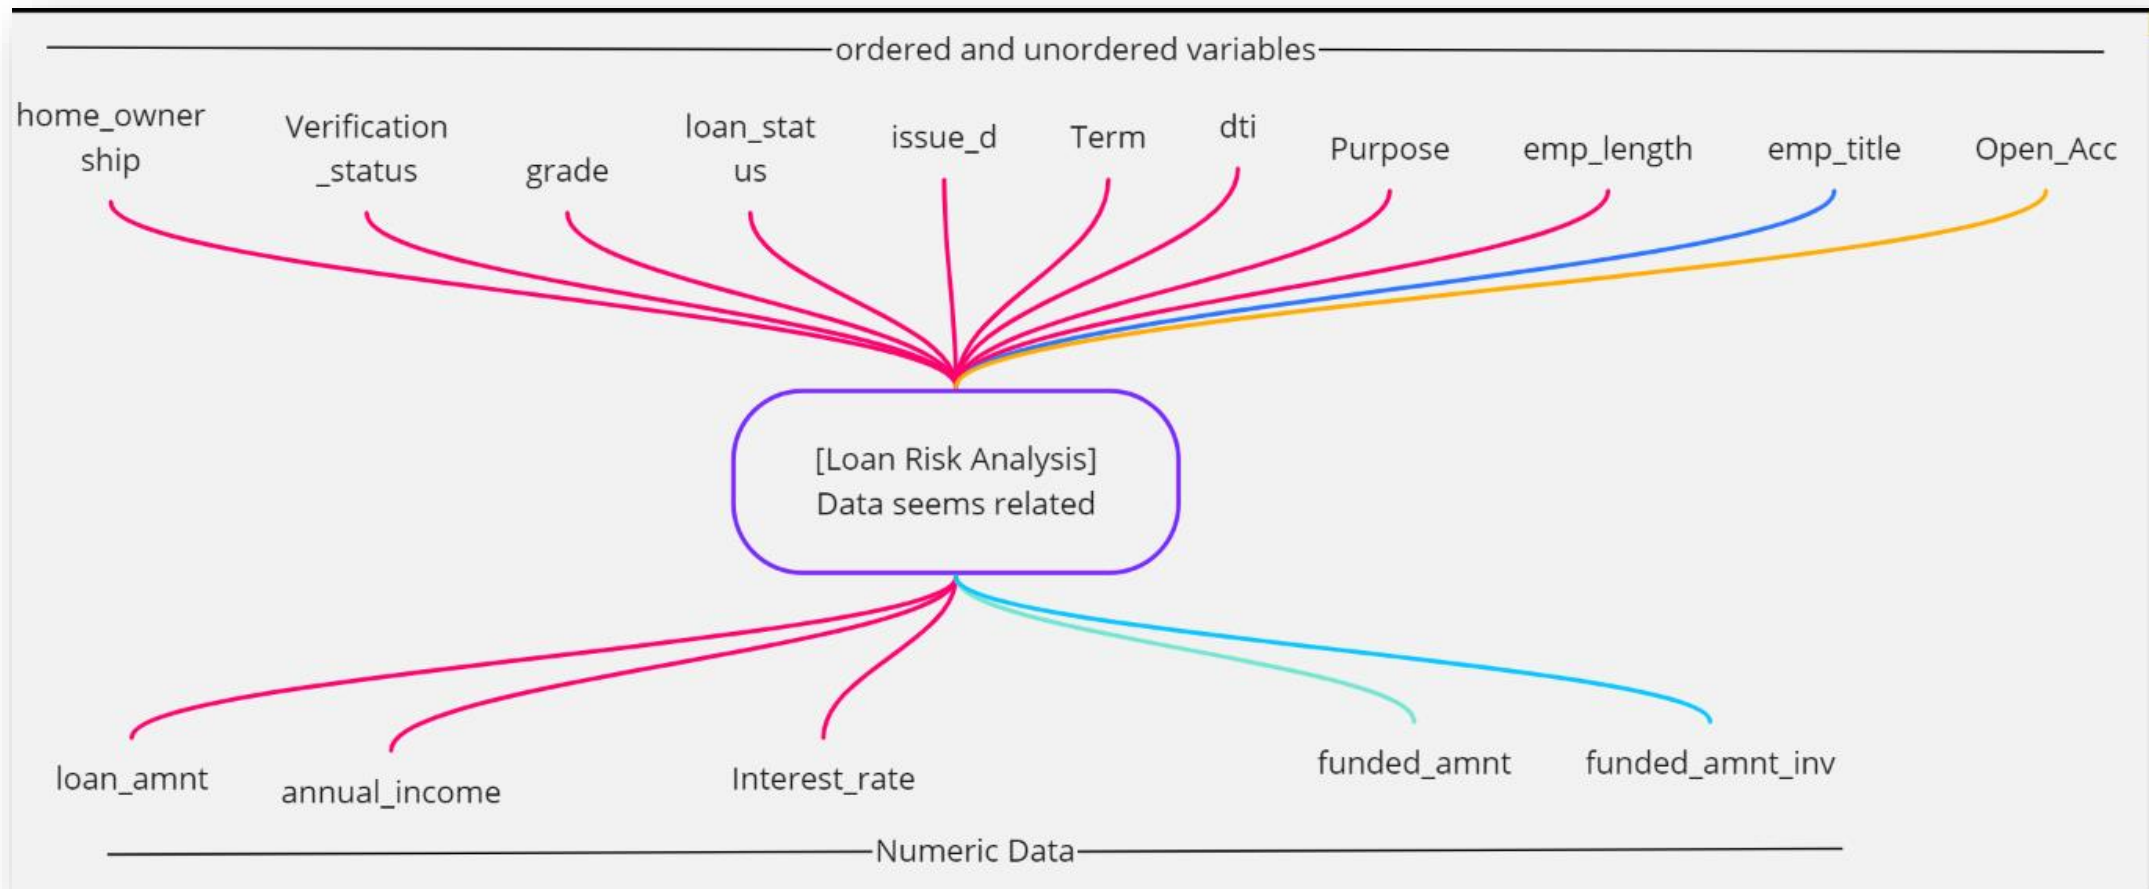 ordered and unordered variables
home_owner
ship
Verification
_status
grade
loan_stat
us
issue_d
Term
dti
Purpose
emp_length
emp_title
Open_Acc
[Loan Risk Analysis]
Data seems related
loan_amnt
annual_income
Interest_rate
funded_amnt
funded_amnt_inv
Numeric Data